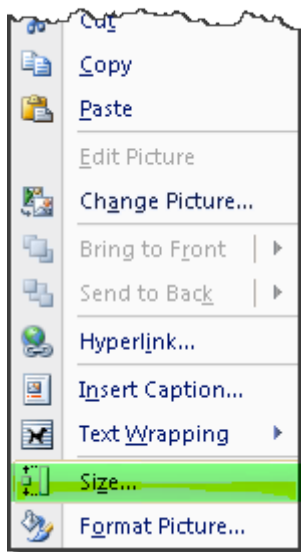 Cut
Copy
Paste
Edit Picture
Change Picture...
Bring to Front
Send to Back
Hyperlink...
Insert Caption...
Text Wrapping
Size...
Format Picture...